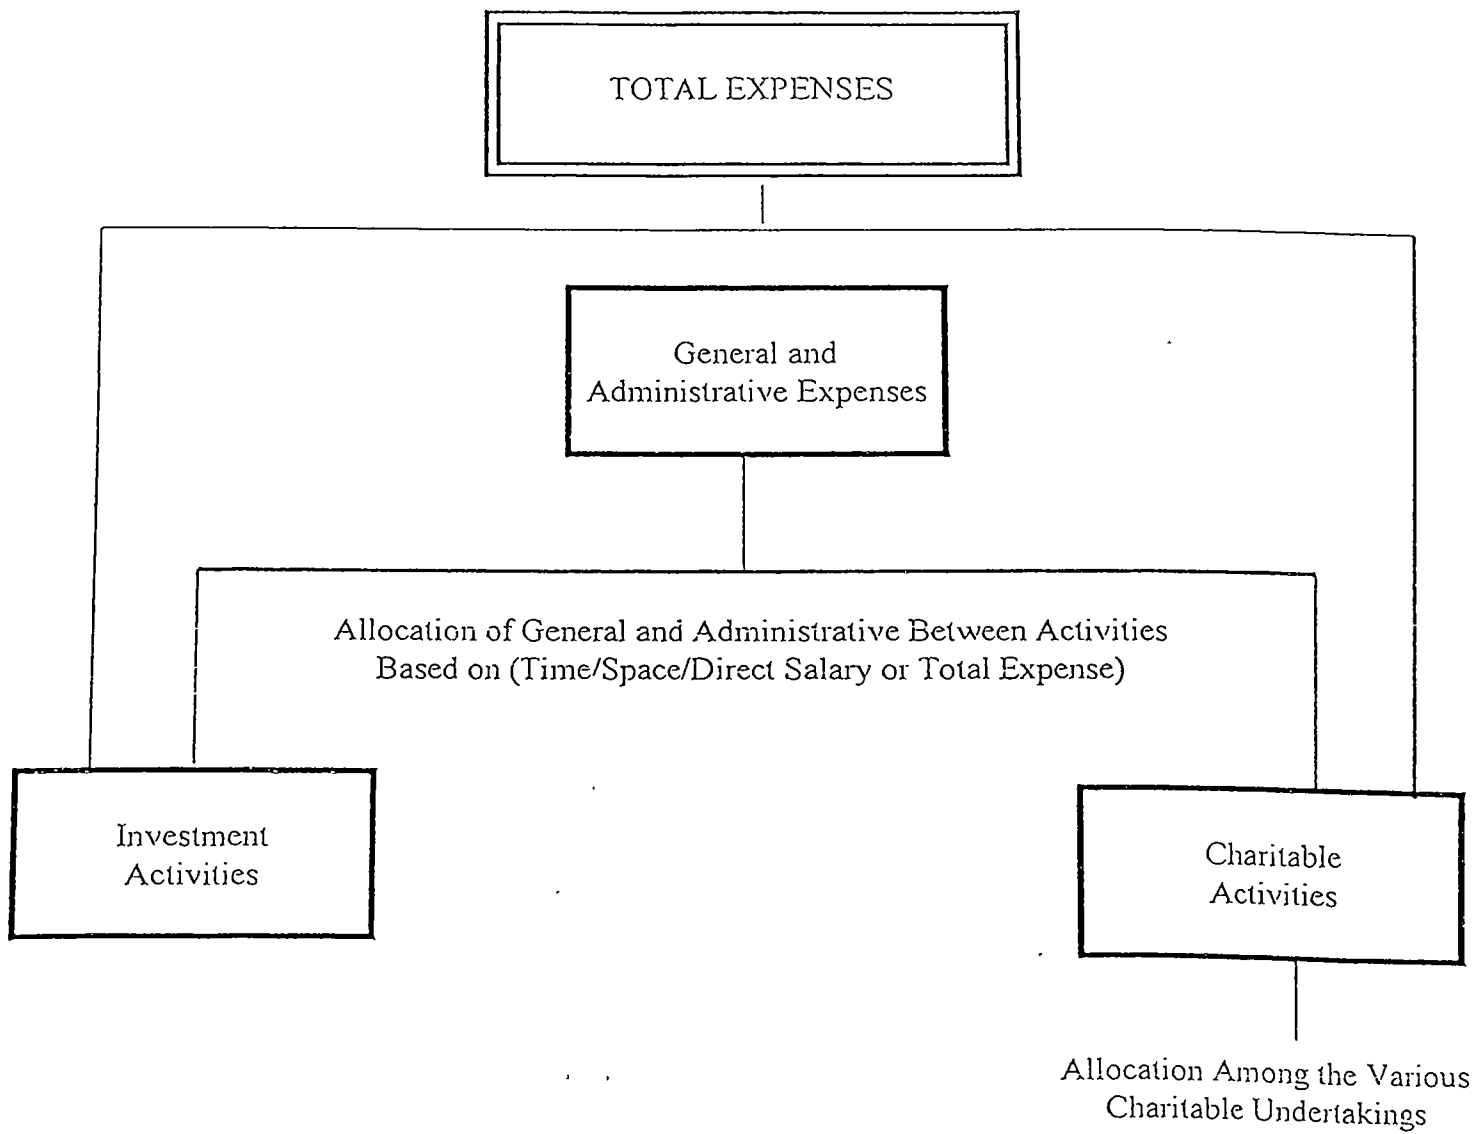 TOTAL EXPENSES
General and
Administrative Expenses
Allocation of General and Administrative Between Activities
Based on (Time/Space/Direct Salary or Total Expense)
Investment
Activities
Charitable
Activities
Allocation Among the Various
Charitable Undertakings